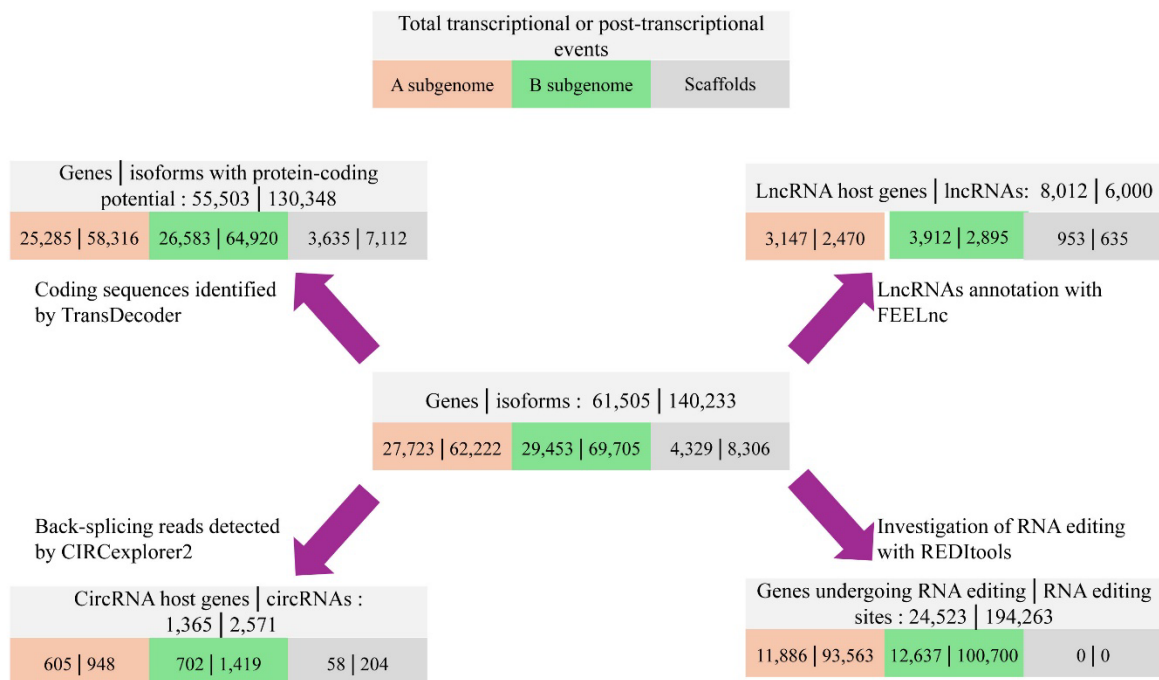 Total transcriptional or post-transcriptional
events
A subgenome
B subgenome
Scaffolds
Genes | isoforms with protein-coding
potential : 55,503 | 130,348
25,285 | 58,316
26,583 | 64,920
3,635 | 7,112
Coding sequences identified
by TransDecoder
LncRNA host genes | lncRNAs: 8,012 | 6,000
3,147 | 2,470
3,912 | 2,895
953 | 635
LncRNAs annotation with
FEELnc
Genes | isoforms : 61,505 | 140,233
27,723 | 62,222
29,453 | 69,705
4,329 | 8,306
Back-splicing reads detected
by CIRCexplorer2
CircRNA host genes | circRNAs :
1,365 | 2,571
605 | 948
702 | 1,419
58 | 204
Investigation of RNA editing
with REDItools
Genes undergoing RNA editing | RNA editing
sites : 24,523 | 194,263
11,886 | 93,563
12,637 | 100,700
0 | 0